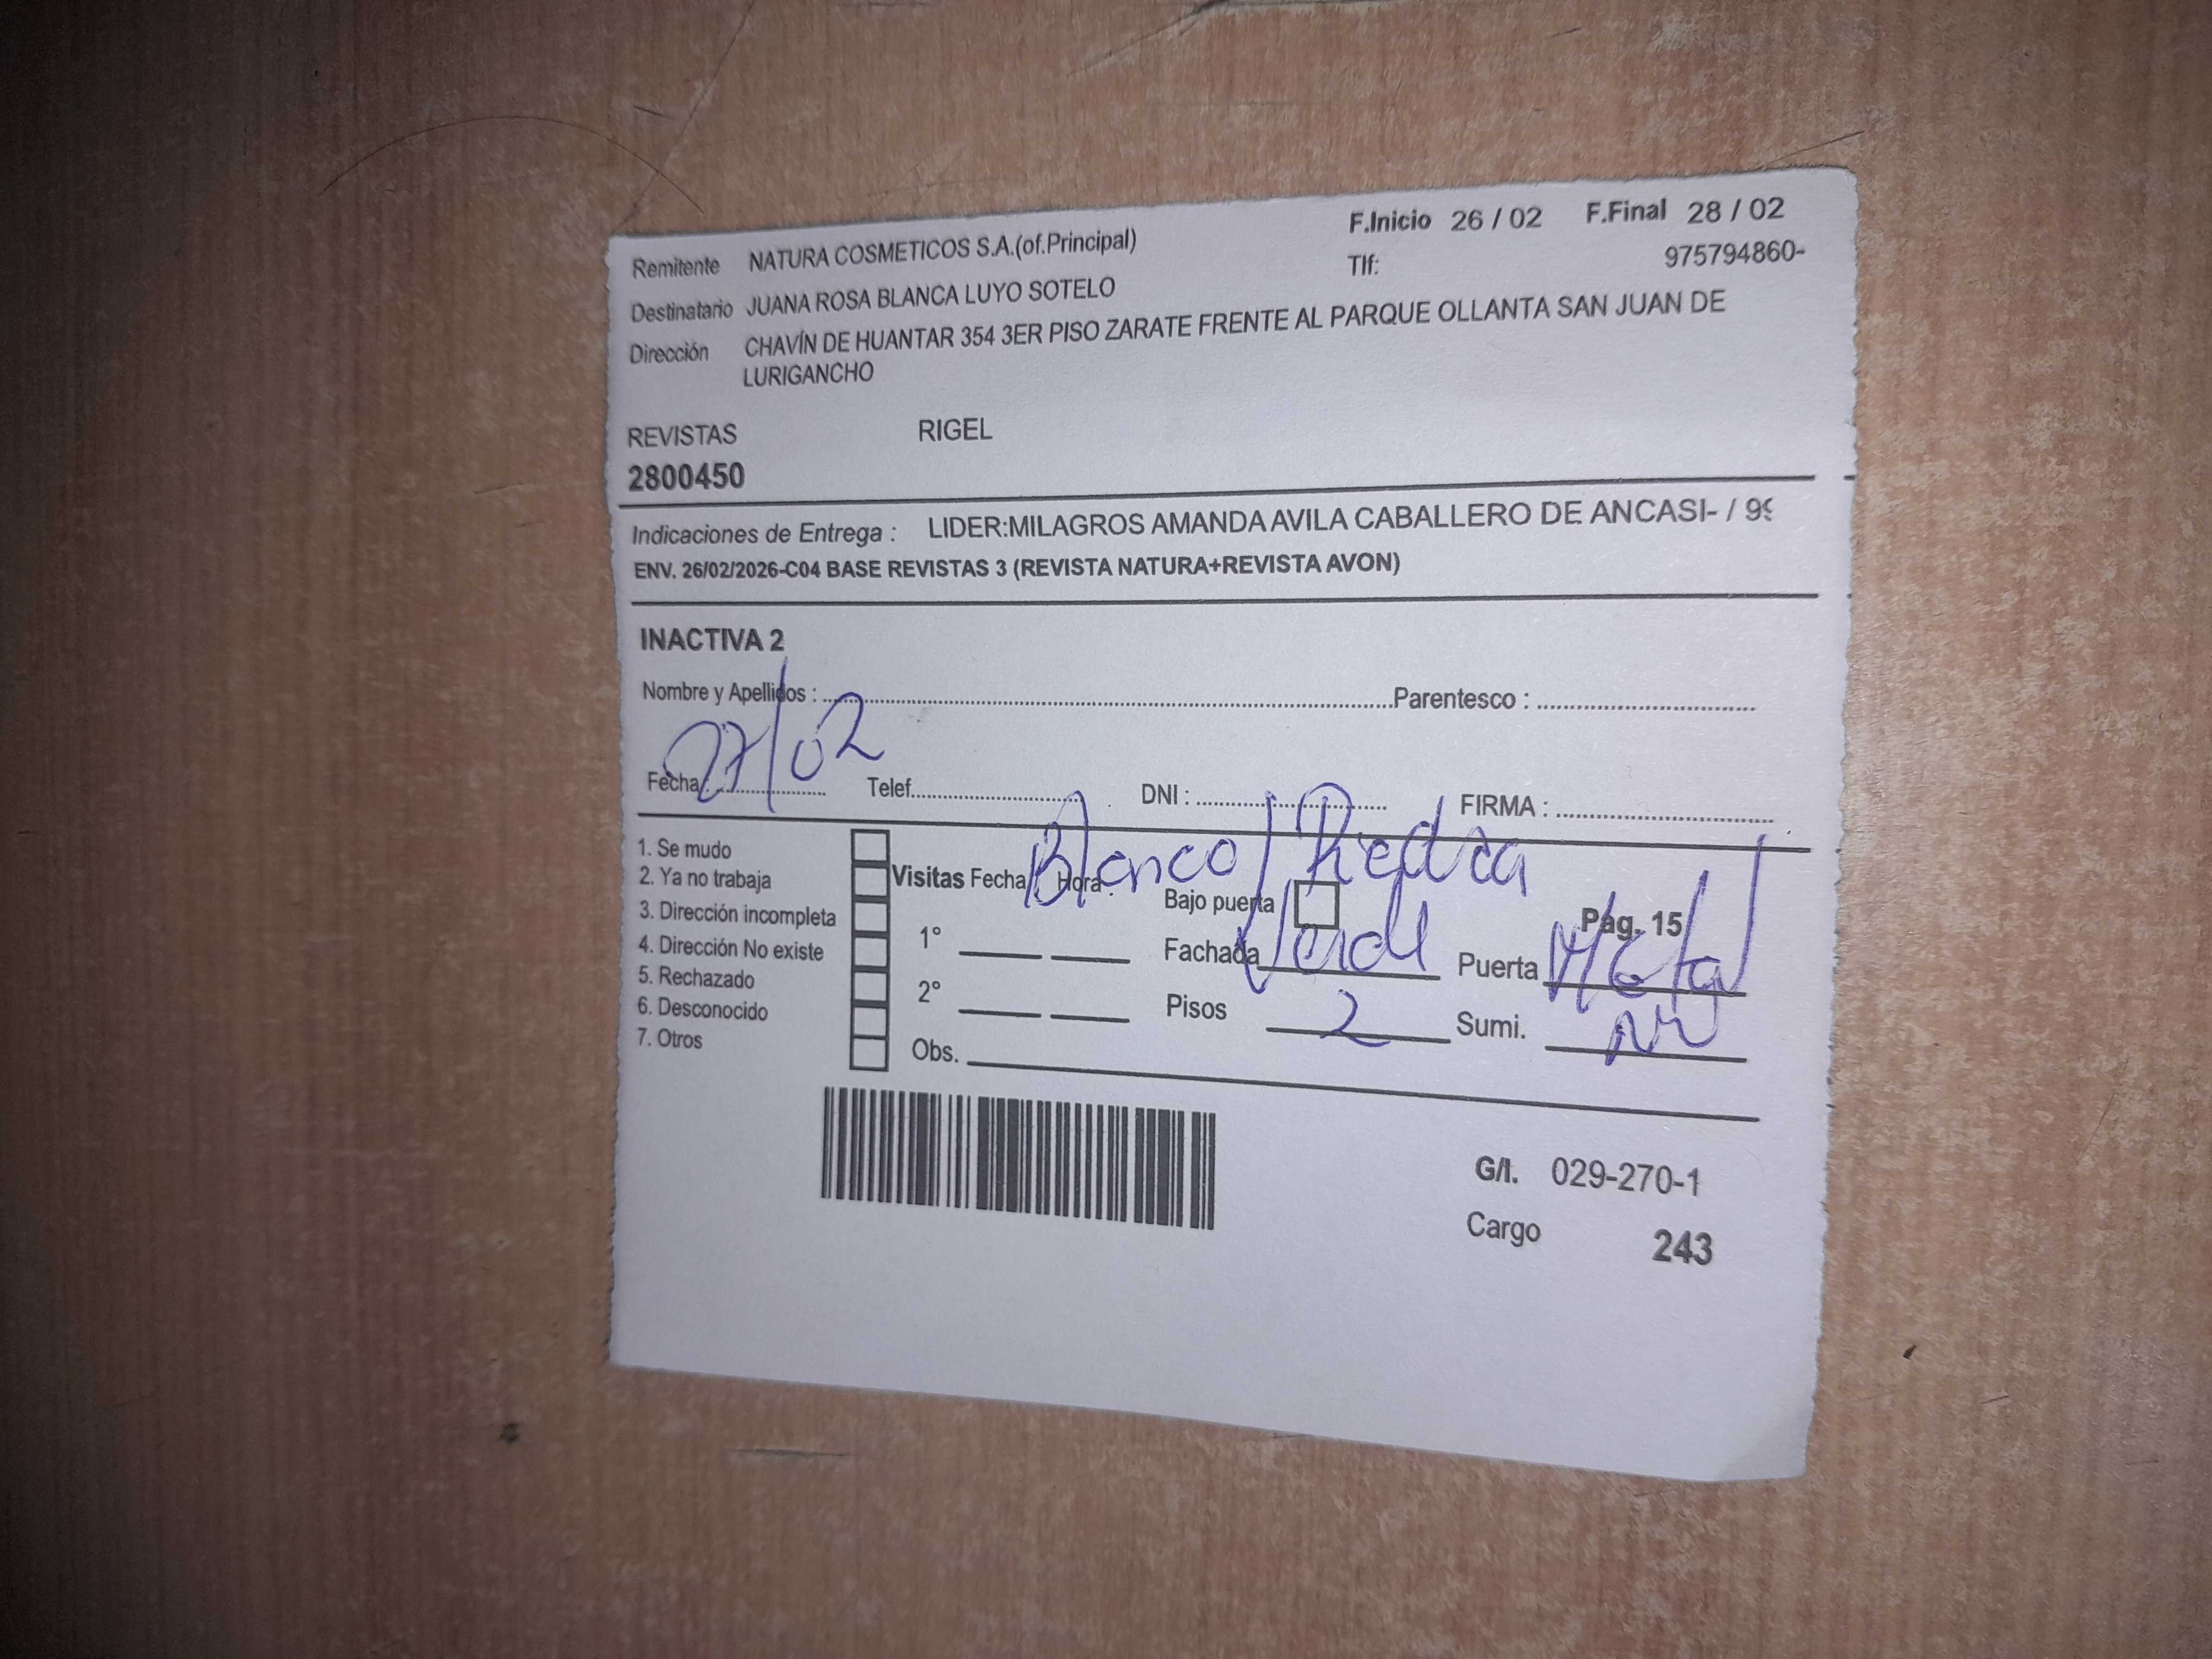 F.Inicio 26 / 02 F.Final 28 / 02
Remitente NATURA COSMETICOS S.A.(of.Principal) Tlf: 975794860-
Destinatario JUANA ROSA BLANCA LUYO SOTELO
Dirección CHAVÍN DE HUANTAR 354 3ER PISO ZARATE FRENTE AL PARQUE OLLANTA SAN JUAN DE
LURIGANCHO
REVISTAS RIGEL
2800450
Indicaciones de Entrega : LIDER:MILAGROS AMANDA AVILA CABALLERO DE ANCASI- / 99
ENV. 26/02/2026-C04 BASE REVISTAS 3 (REVISTA NATURA+REVISTA AVON)
INACTIVA 2
Nombre y Apellidos : Parentesco :
Fecha: 27/02 Telef. DNI : FIRMA :
1. Se mudo
2. Ya no trabaja
3. Dirección incompleta
4. Dirección No existe
5. Rechazado
6. Desconocido
7. Otros
Blanco/Piedra
Visitas Fecha Hora Bajo puerta Pág. 15
1° Fachada Verde Puerta Metal
2° Pisos 2 Sumi.
Obs.
G/I. 029-270-1
Cargo 243